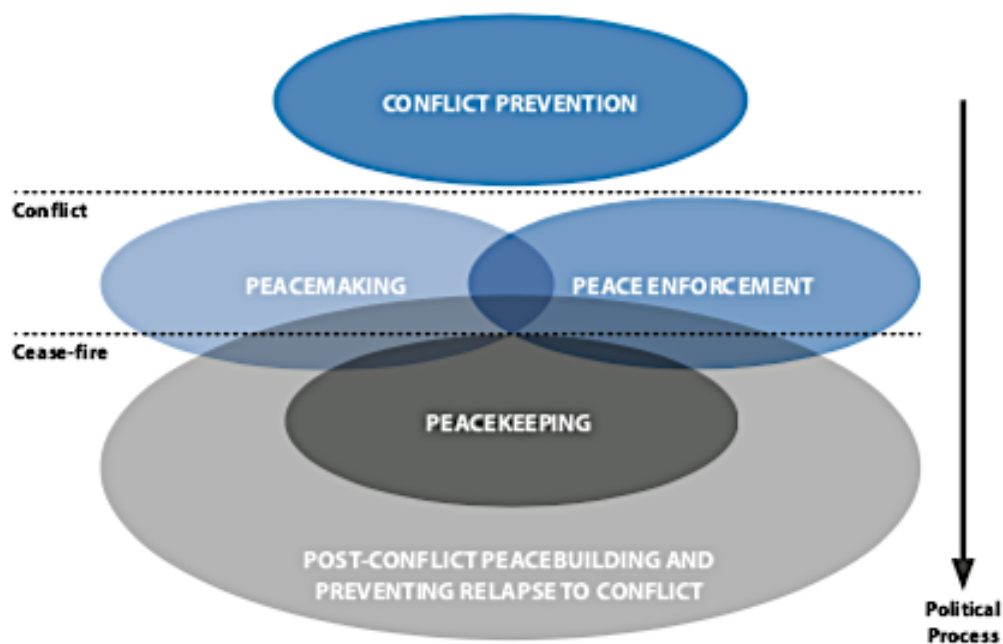 CONFLICT PREVENTION
Conflict
PEACEMAKING
PEACE ENFORCEMENT
Cease-fire
PEACEKEEPING
POST-CONFLICT PEACEBUILDING AND
PREVENTING RELAPSE TO CONFLICT
Political
Process